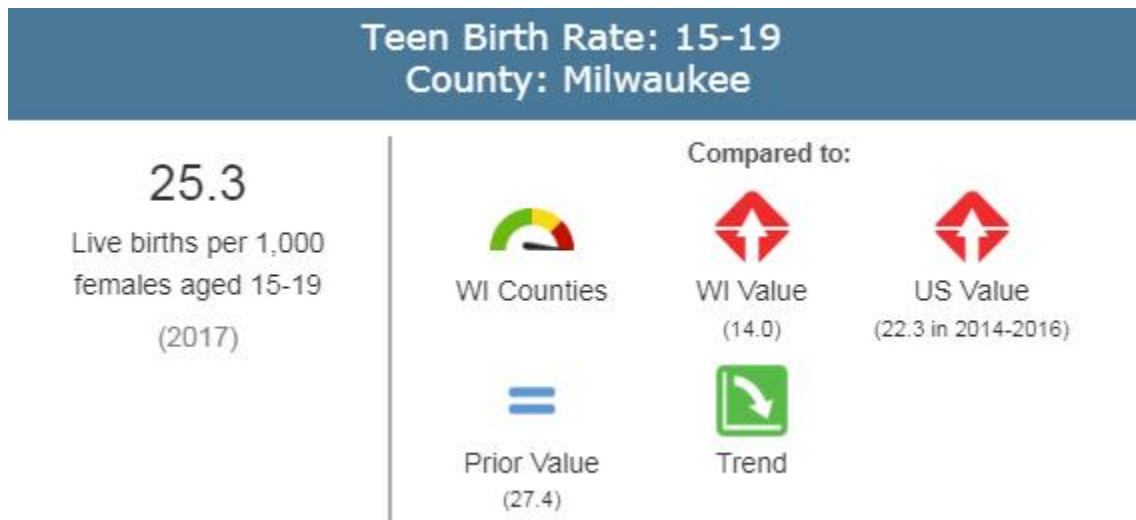 Teen Birth Rate: 15-19
County: Milwaukee
25.3
Live births per 1,000
females aged 15-19
(2017)
Compared to:
WI Counties
WI Value
(14.0)
US Value
(22.3 in 2014-2016)
Prior Value
(27.4)
Trend